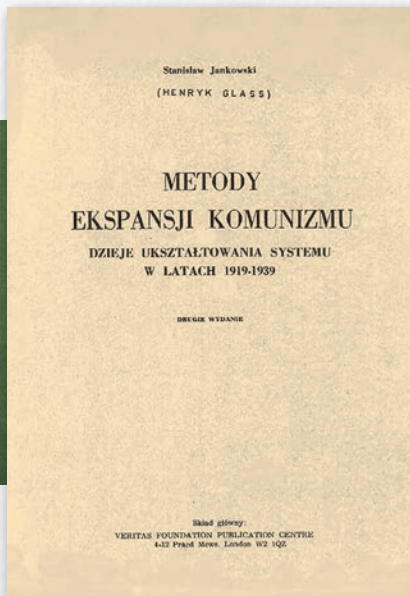 Stanisław Jankowski
(HENRYK GLASS)
METODY
EKSPANSJI KOMUNIZMU
DZIEJE UKSZTAŁTOWANIA SYSTEMU
W LATACH 1919-1939
DRUGIE WYDANIE
Skład główny:
VERITAS FOUNDATION PUBLICATION CENTRE
4-12 Praed Mews, London W2 1QZ